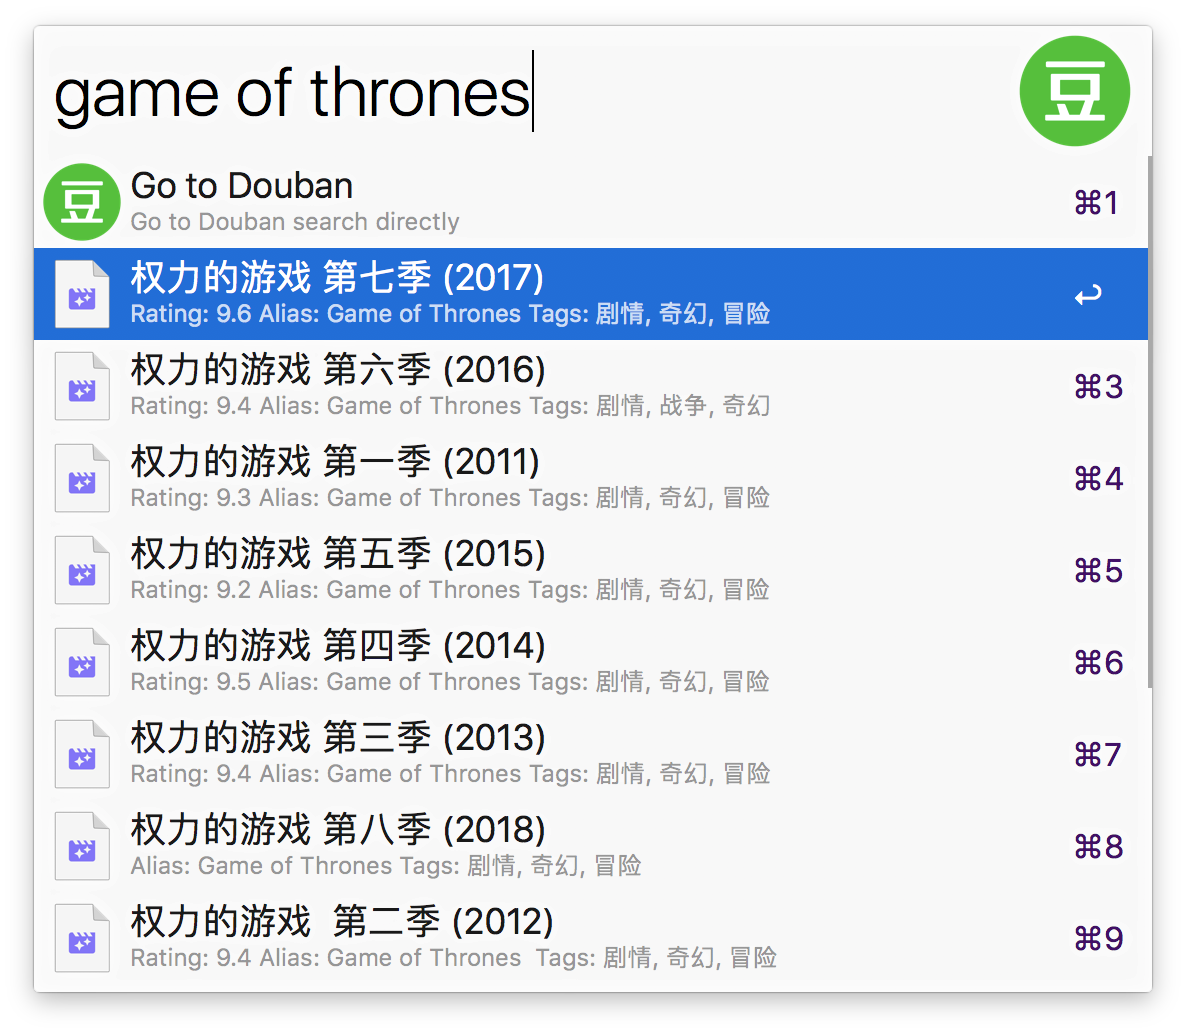 game of thrones
豆
豆
Go to Douban
Go to Douban search directly
⌘1
权力的游戏 第七季 (2017)
Rating: 9.6 Alias: Game of Thrones Tags: 剧情, 奇幻, 冒险
↩
权力的游戏 第六季 (2016)
Rating: 9.4 Alias: Game of Thrones Tags: 剧情, 战争, 奇幻
⌘3
权力的游戏 第一季 (2011)
Rating: 9.3 Alias: Game of Thrones Tags: 剧情, 奇幻, 冒险
⌘4
权力的游戏 第五季 (2015)
Rating: 9.2 Alias: Game of Thrones Tags: 剧情, 奇幻, 冒险
⌘5
权力的游戏 第四季 (2014)
Rating: 9.5 Alias: Game of Thrones Tags: 剧情, 奇幻, 冒险
⌘6
权力的游戏 第三季 (2013)
Rating: 9.4 Alias: Game of Thrones Tags: 剧情, 奇幻, 冒险
⌘7
权力的游戏 第八季 (2018)
Alias: Game of Thrones Tags: 剧情, 奇幻, 冒险
⌘8
权力的游戏  第二季 (2012)
Rating: 9.4 Alias: Game of Thrones  Tags: 剧情, 奇幻, 冒险
⌘9